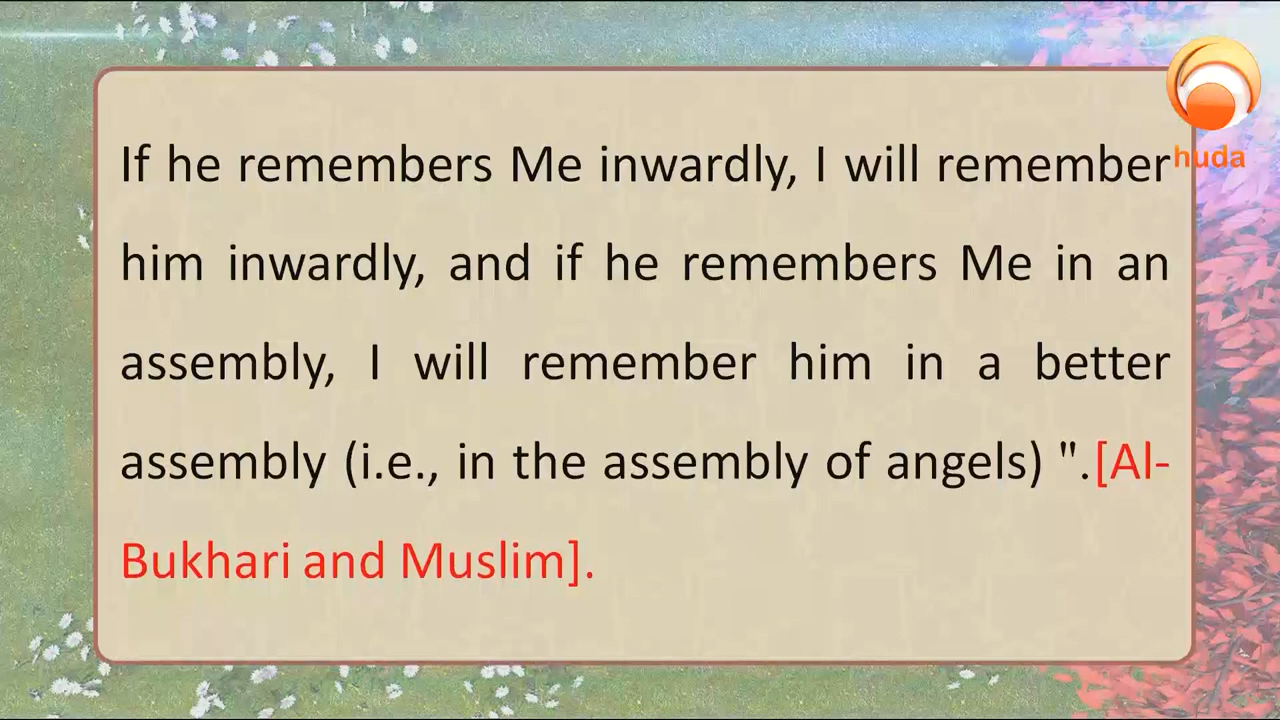 huda
If he remembers Me inwardly, I will remember
him inwardly, and if he remembers Me in an
assembly, I will remember him in a better
assembly (i.e., in the assembly of angels) ".[Al-
Bukhari and Muslim].